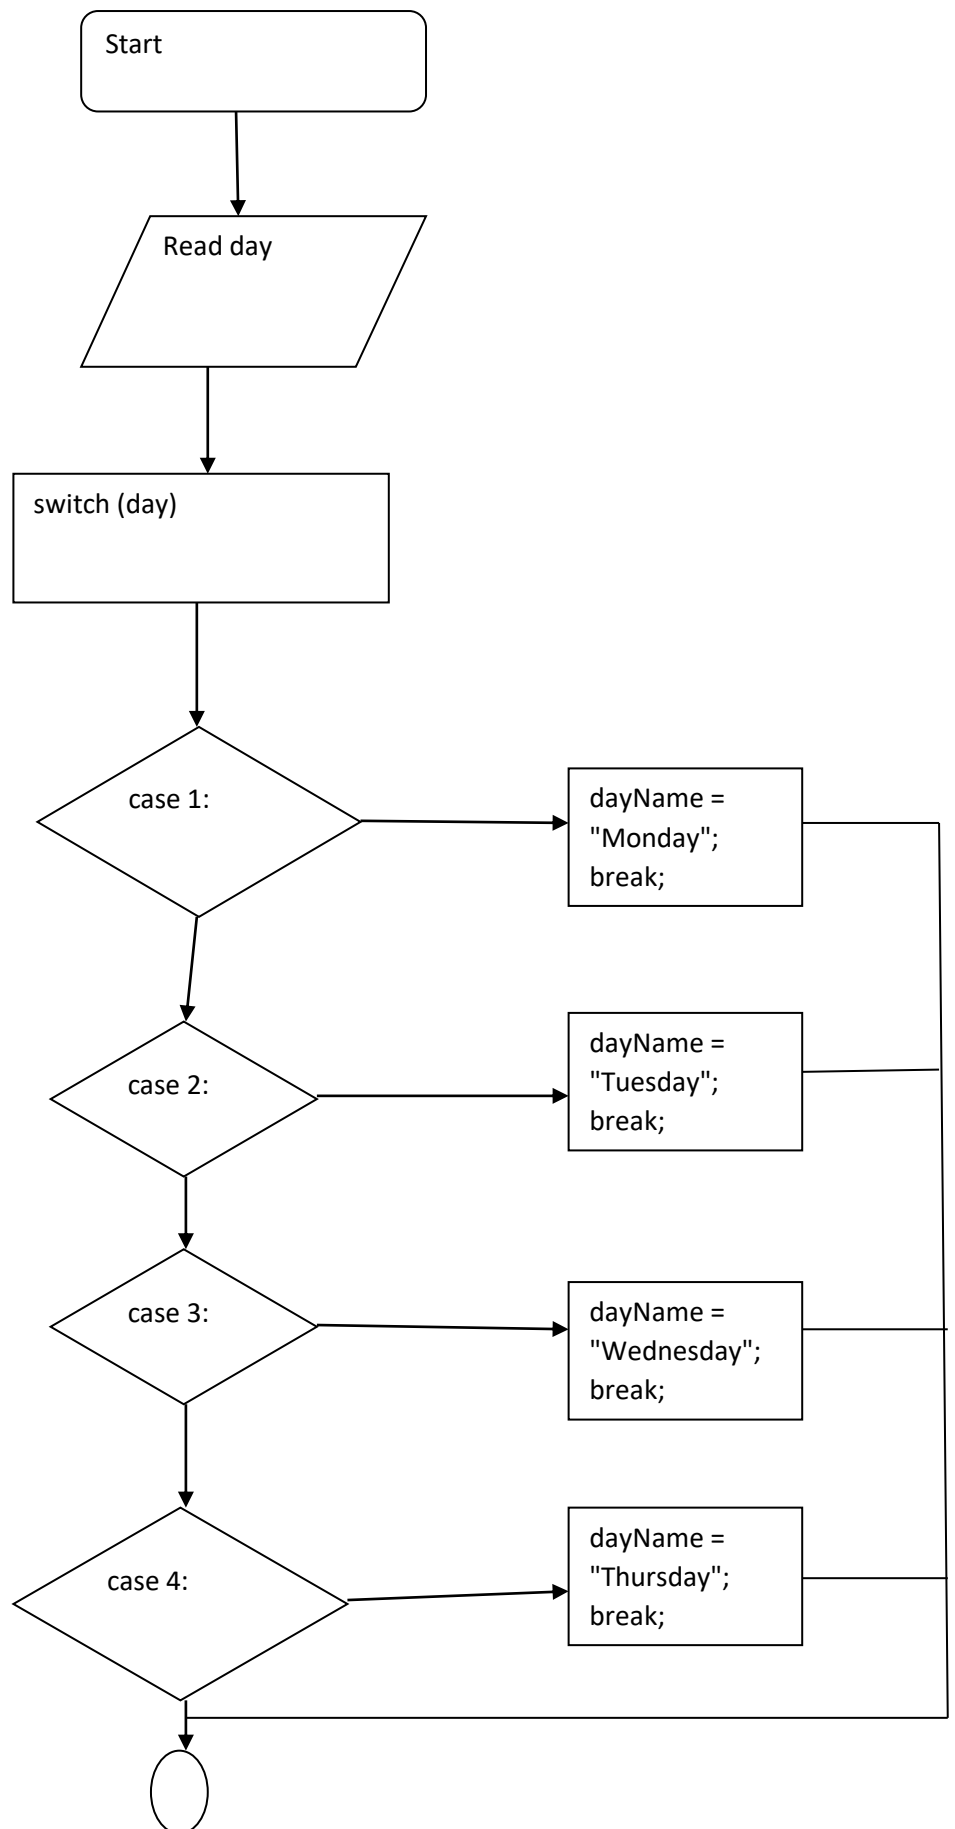 Start
Read day
switch (day)
case 1:
dayName =
"Monday";
break;
case 2:
dayName =
"Tuesday";
break;
case 3:
dayName =
"Wednesday";
break;
case 4:
dayName =
"Thursday";
break;